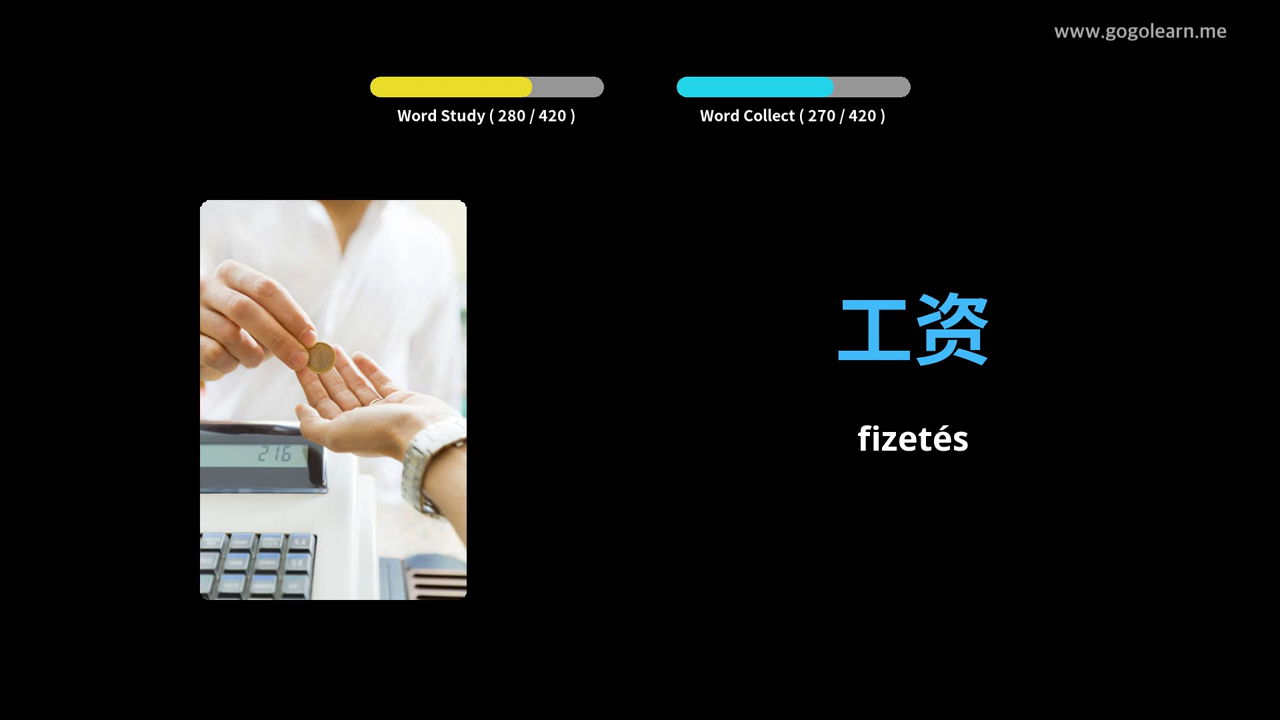 www.gogolearn.me
Word Study ( 280 / 420 )
Word Collect ( 270 / 420 )
216
工资
fizetés